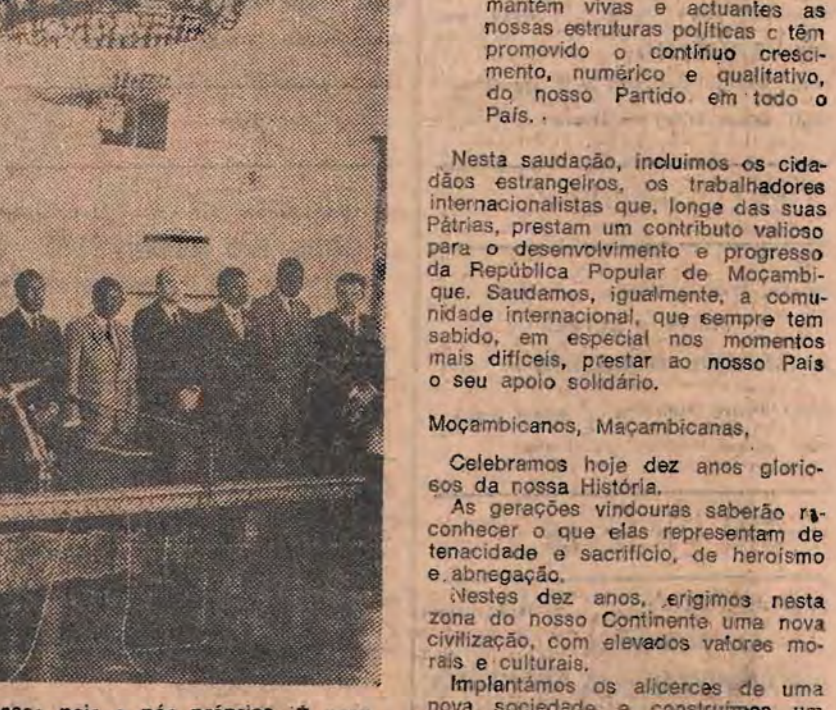 mantêm vivas e actuantes as
nossas estruturas políticas e têm
promovido o contínuo cresci-
mento, numérico e qualitativo,
do nosso Partido em todo o
País.
Nesta saudação, incluimos os cida-
dãos estrangeiros, os trabalhadores
internacionalistas que, longe das suas
Pátrias, prestam um contributo valioso
para o desenvolvimento e progresso
da República Popular de Moçambi-
que. Saudamos, igualmente, a comu-
nidade internacional, que sempre tem
sabido, em especial nos momentos
mais difíceis, prestar ao nosso País
o seu apoio solidário.
Moçambicanos, Maçambicanas,
Celebramos hoje dez anos glorio-
sos da nossa História.
As gerações vindouras saberão re-
conhecer o que elas representam de
tenacidade e sacrifício, de heroísmo
e abnegação.
Nestes dez anos, erigimos nesta
zona do nosso Continente uma nova
civilização, com elevados valores mo-
rais e culturais.
Implantámos os alicerces de uma
nova sociedade e construímos um